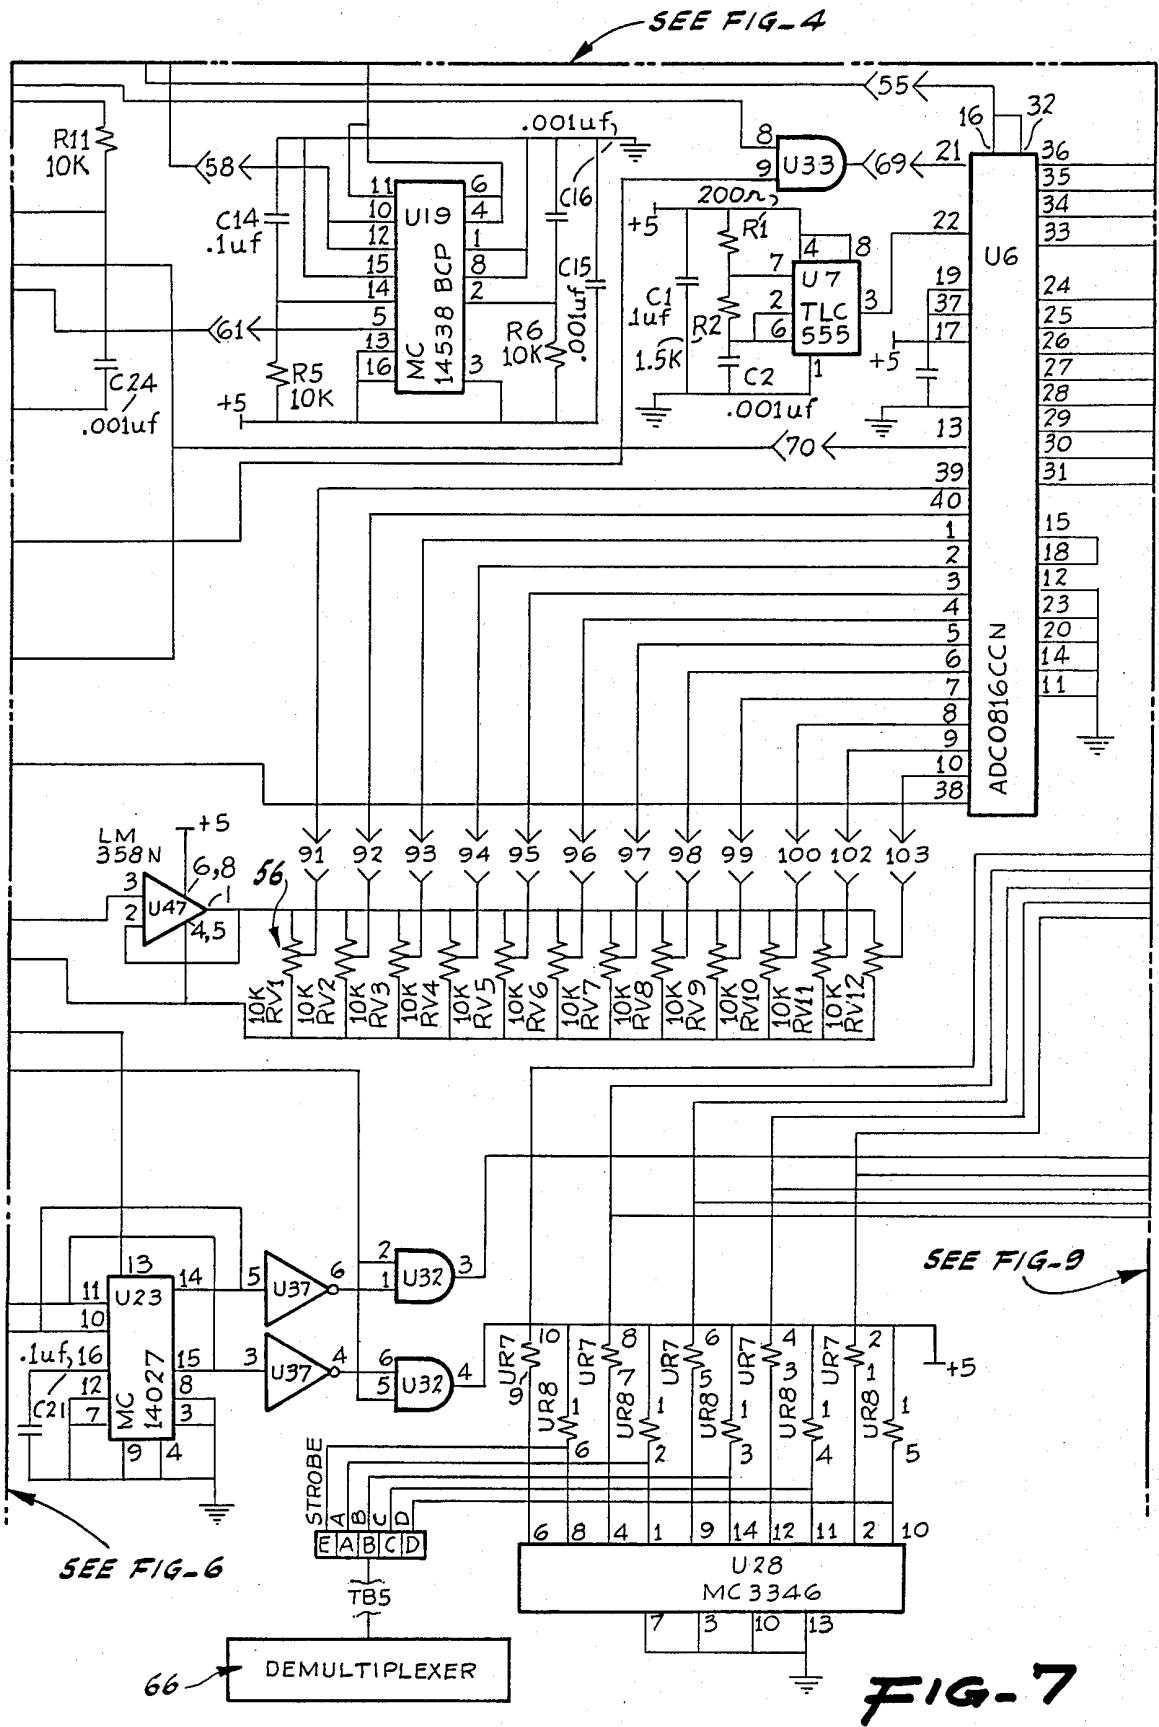 SEE FIG-4
<55<
32
16
.001uf,
8
R11
10K
U33
<69<
21
36
9
35
<58<
200Ω,
34
11
6
C16
+5
R1
22
33
10
U19
4
C14
.1uf
12
1
4
8
U6
15
8
C15
7
U7
19
24
14
2
.001uf
C1
.1uf
2
TLC
3
37
25
<61<
5
R6
10K
R2
6
555
17
26
13
MC
14538 BCP
1.5K
+5
27
16
3
C2
1
28
R5
10K
C24
.001uf
+5
.001uf
29
13
30
<70<
31
39
40
15
1
18
2
12
3
23
4
20
5
14
6
11
7
8
9
10
38
ADC0816CCN
LM
358N
+5
6,8
3
1
U47
2
4,5
56
91
92
93
94
95
96
97
98
99
100
102
103
10K
RV1
10K
RV2
10K
RV3
10K
RV4
10K
RV5
10K
RV6
10K
RV7
10K
RV8
10K
RV9
10K
RV10
10K
RV11
10K
RV12
13
14
5
6
2
3
11
U23
U37
1
U32
10
SEE FIG-9
.1uf,
16
15
3
4
6
4
12
8
U37
5
U32
C21
7
MC
14027
3
9
4
UR7
10
UR7
8
UR7
6
UR7
4
UR7
2
+5
9
7
5
3
1
UR8
1
UR8
1
UR8
1
UR8
1
UR8
1
6
2
3
4
5
STROBE
A
B
C
D
E
A
B
C
D
6
8
4
1
9
14
12
11
2
10
U28
MC3346
SEE FIG-6
TB5
7
3
10
13
66
DEMULTIPLEXER
FIG-7